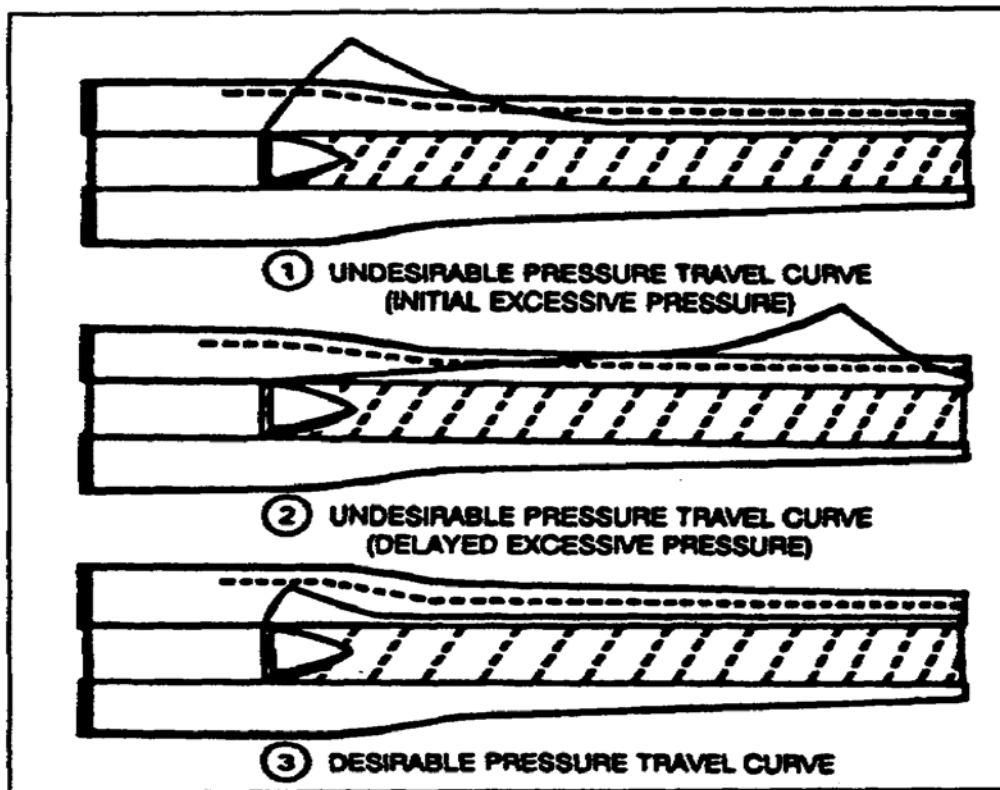 1 UNDESIRABLE PRESSURE TRAVEL CURVE
(INITIAL EXCESSIVE PRESSURE)
2 UNDESIRABLE PRESSURE TRAVEL CURVE
(DELAYED EXCESSIVE PRESSURE)
3 DESIRABLE PRESSURE TRAVEL CURVE